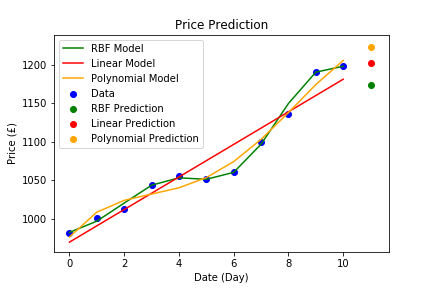 Price Prediction
RBF Model
Linear Model
Polynomial Model
Data
RBF Prediction
Linear Prediction
Polynomial Prediction
Price (£)
1200
1150
1100
1050
1000
0 2 4 6 8 10
Date (Day)